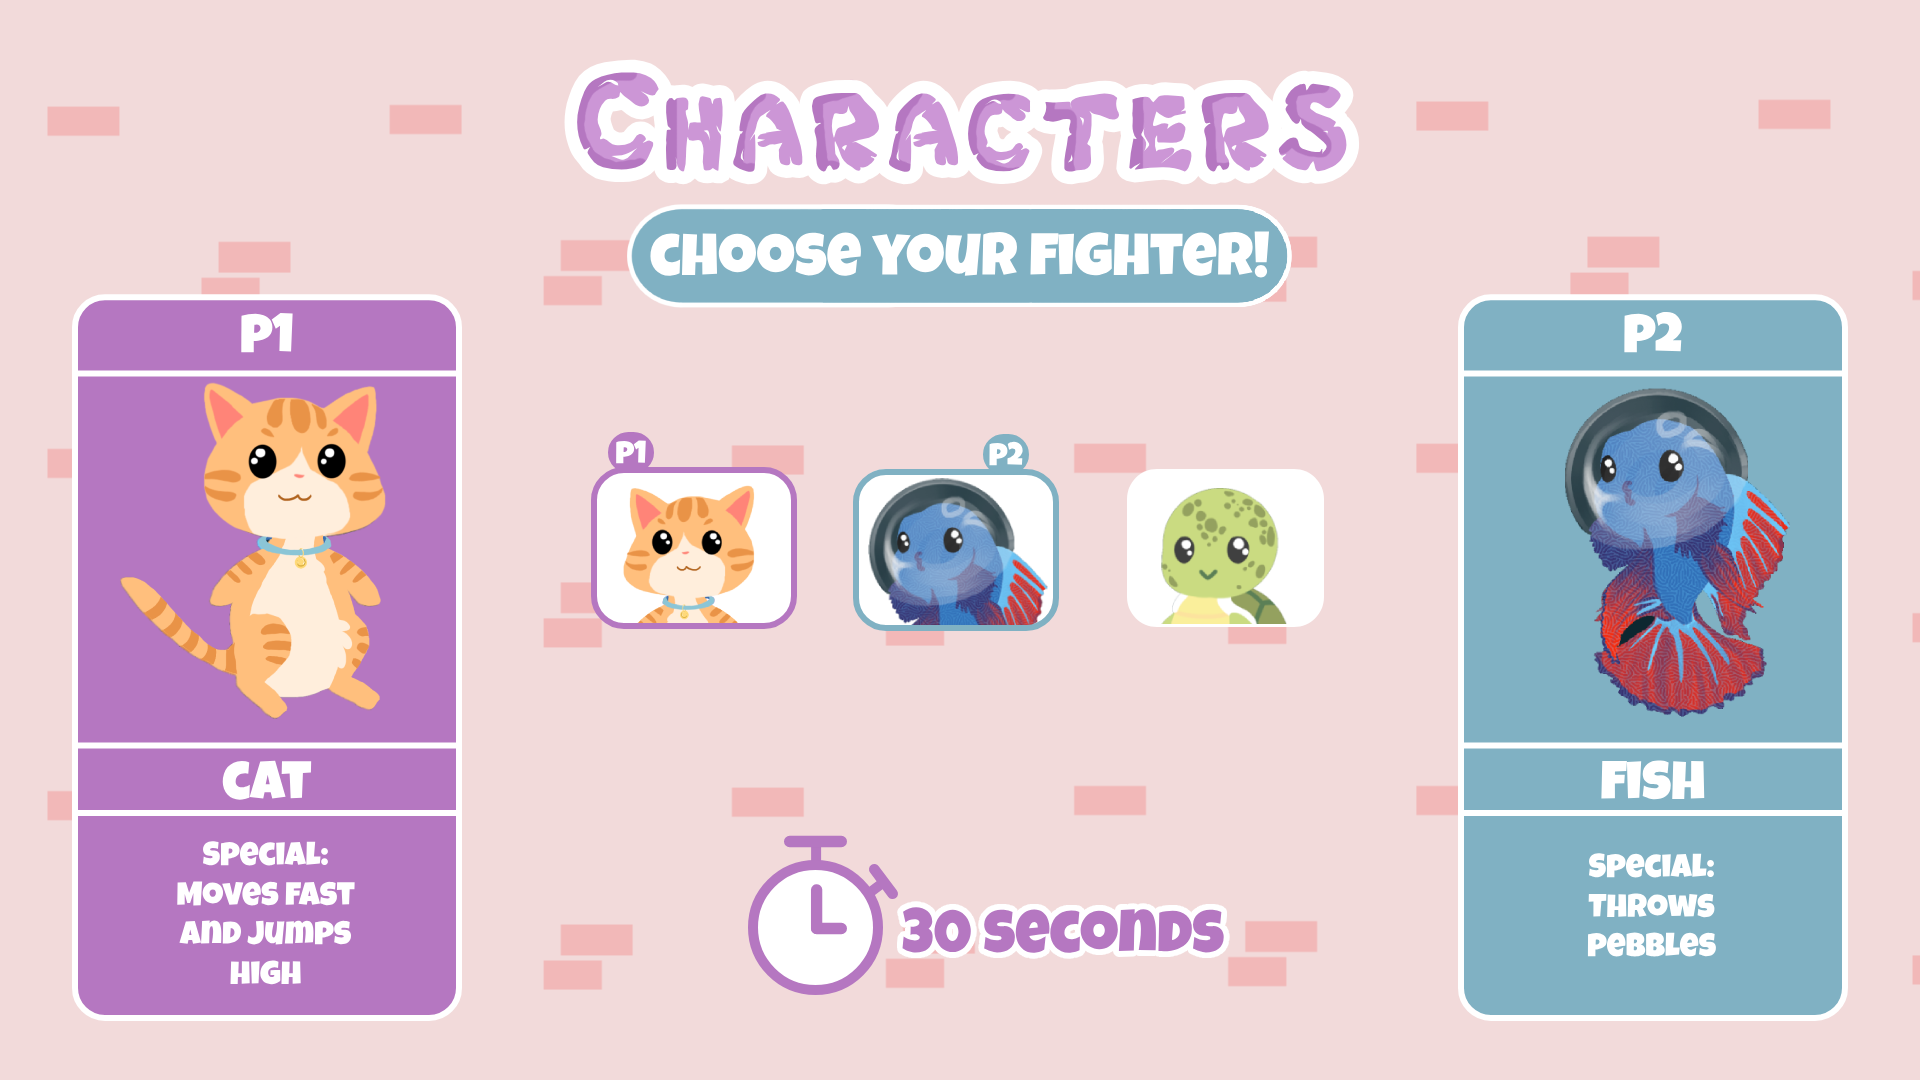 CHARACTERS
CHOOSE YOUR FIGHTER!
P1
CAT
SPECIAL:
MOVES FAST
AND JUMPS
HIGH
P1
P2
30 SECONDS
P2
FISH
SPECIAL:
THROWS
PEBBLES